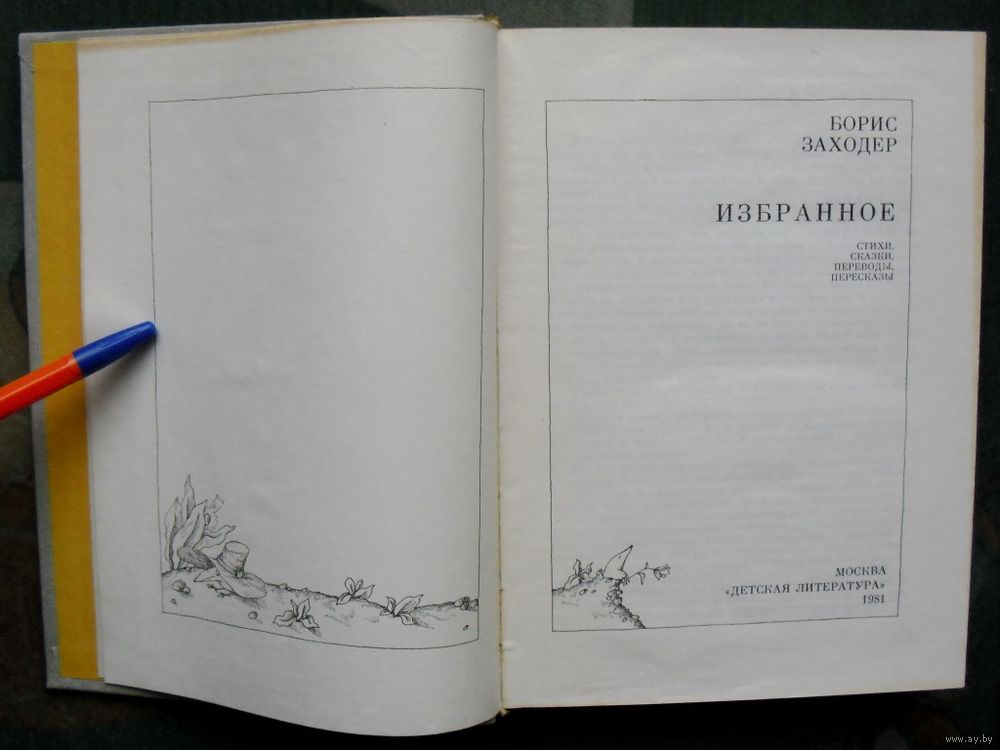 БОРИС
ЗАХОДЕР
ИЗБРАННОЕ
СТИХИ,
СКАЗКИ,
ПЕРЕВОДЫ,
ПЕРЕСКАЗЫ
МОСКВА
«ДЕТСКАЯ ЛИТЕРАТУРА»
1981
www.ay.by